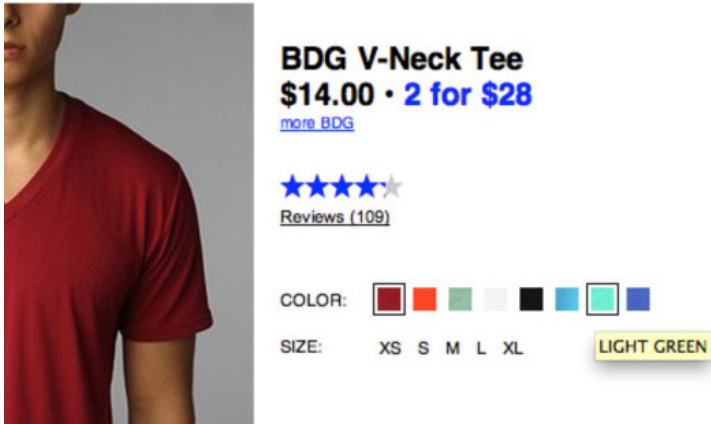 BDG V-Neck Tee
$14.00 • 2 for $28
more BDG
Reviews (109)
COLOR:
SIZE: XS S M L XL
LIGHT GREEN